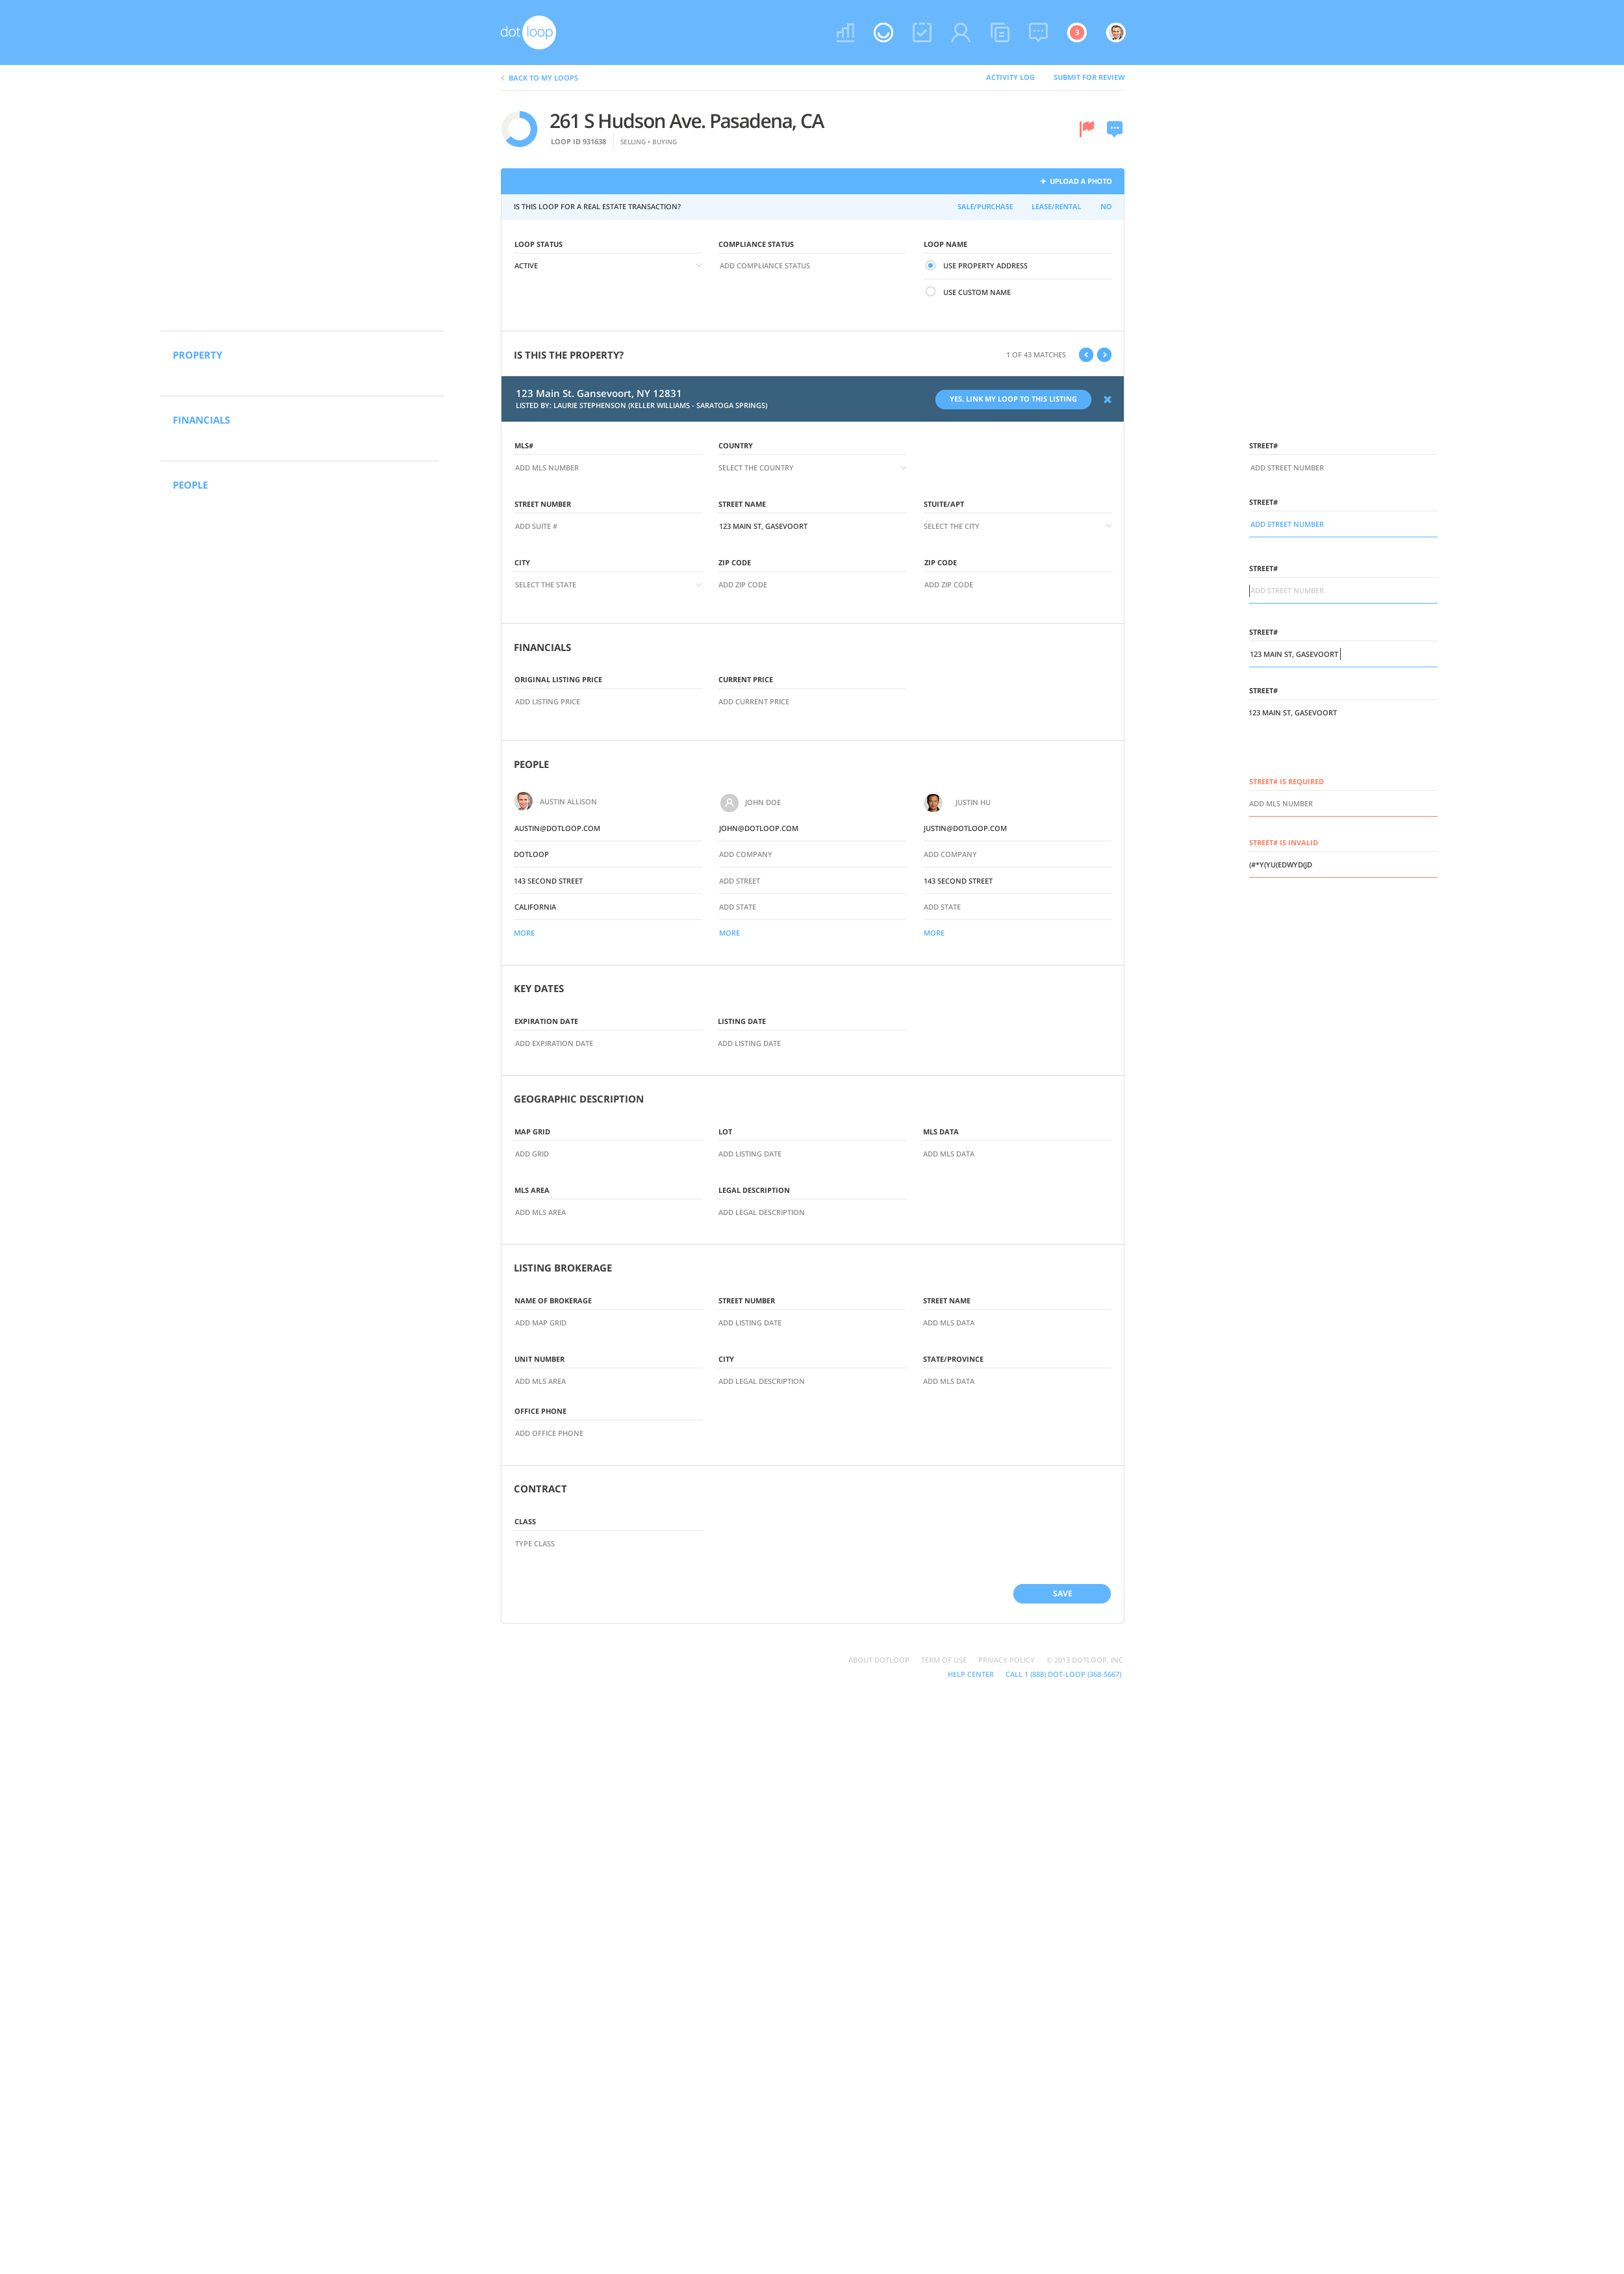 dot loop
3
BACK TO MY LOOPS
ACTIVITY LOG SUBMIT FOR REVIEW
261 S Hudson Ave. Pasadena, CA
LOOP ID 931638 SELLING • BUYING
+ UPLOAD A PHOTO
IS THIS LOOP FOR A REAL ESTATE TRANSACTION? SALE/PURCHASE LEASE/RENTAL NO
LOOP STATUS COMPLIANCE STATUS LOOP NAME
ACTIVE ADD COMPLIANCE STATUS USE PROPERTY ADDRESS
USE CUSTOM NAME
IS THIS THE PROPERTY? 1 OF 43 MATCHES
123 Main St. Gansevoort, NY 12831
LISTED BY: LAURIE STEPHENSON (KELLER WILLIAMS - SARATOGA SPRINGS)
YES. LINK MY LOOP TO THIS LISTING
MLS# COUNTRY
ADD MLS NUMBER SELECT THE COUNTRY
STREET NUMBER STREET NAME STUITE/APT
ADD SUITE # 123 MAIN ST, GASEVOORT SELECT THE CITY
CITY ZIP CODE ZIP CODE
SELECT THE STATE ADD ZIP CODE ADD ZIP CODE
FINANCIALS
ORIGINAL LISTING PRICE CURRENT PRICE
ADD LISTING PRICE ADD CURRENT PRICE
PEOPLE
AUSTIN ALLISON JOHN DOE JUSTIN HU
AUSTIN@DOTLOOP.COM JOHN@DOTLOOP.COM JUSTIN@DOTLOOP.COM
DOTLOOP ADD COMPANY ADD COMPANY
143 SECOND STREET ADD STREET 143 SECOND STREET
CALIFORNIA ADD STATE ADD STATE
MORE MORE MORE
KEY DATES
EXPIRATION DATE LISTING DATE
ADD EXPIRATION DATE ADD LISTING DATE
GEOGRAPHIC DESCRIPTION
MAP GRID LOT MLS DATA
ADD GRID ADD LISTING DATE ADD MLS DATA
MLS AREA LEGAL DESCRIPTION
ADD MLS AREA ADD LEGAL DESCRIPTION
LISTING BROKERAGE
NAME OF BROKERAGE STREET NUMBER STREET NAME
ADD MAP GRID ADD LISTING DATE ADD MLS DATA
UNIT NUMBER CITY STATE/PROVINCE
ADD MLS AREA ADD LEGAL DESCRIPTION ADD MLS DATA
OFFICE PHONE
ADD OFFICE PHONE
CONTRACT
CLASS
TYPE CLASS
SAVE
ABOUT DOTLOOP TERM OF USE PRIVACY POLICY © 2013 DOTLOOP, INC
HELP CENTER CALL 1 (888) DOT-LOOP (368-5667)
PROPERTY
FINANCIALS
PEOPLE
STREET#
ADD STREET NUMBER
STREET#
ADD STREET NUMBER
STREET#
ADD STREET NUMBER
STREET#
123 MAIN ST, GASEVOORT
STREET#
123 MAIN ST, GASEVOORT
STREET# IS REQUIRED
ADD MLS NUMBER
STREET# IS INVALID
(#*Y(YU(EDWYD(JD